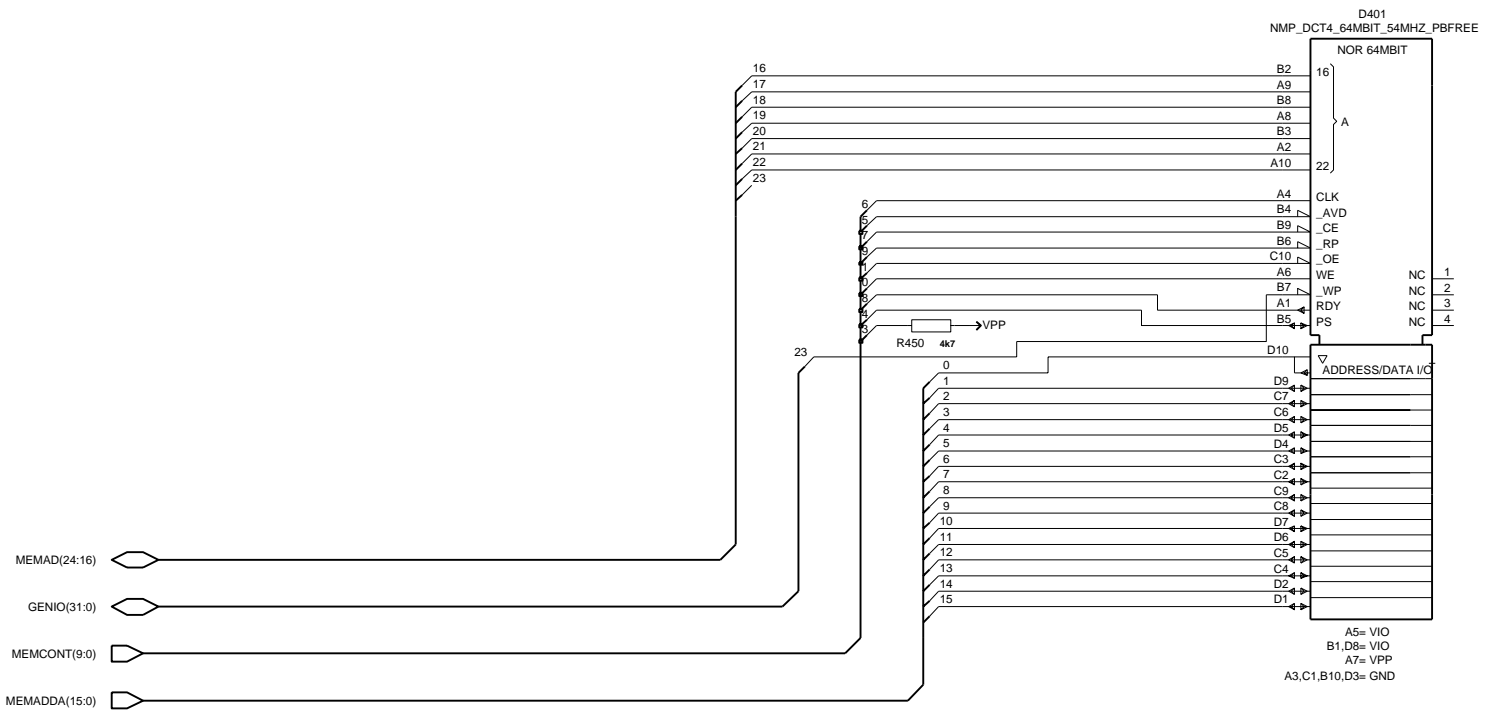 D401
NMP_DCT4_64MBIT_54MHZ_PBFREE
NOR 64MBIT
16 B2 16
17 A9
18 B8
19 A8 A
20 B3
21 A2
22 A10 22
23
6 A4 CLK
5 B4 _AVD
7 B9 _CE
9 B6 _RP
1 C10 _OE
0 A6 WE NC 1
8 B7 _WP NC 2
4 A1 RDY NC 3
3 VPP B5 PS NC 4
R450 4k7
23 D10
0 ADDRESS/DATA I/O
1 D9
2 C7
3 C6
4 D5
5 D4
6 C3
7 C2
8 C9
9 C8
10 D7
11 D6
12 C5
13 C4
14 D2
15 D1
MEMAD(24:16)
GENIO(31:0)
MEMCONT(9:0)
MEMADDA(15:0)
A5= VIO
B1,D8= VIO
A7= VPP
A3,C1,B10,D3= GND